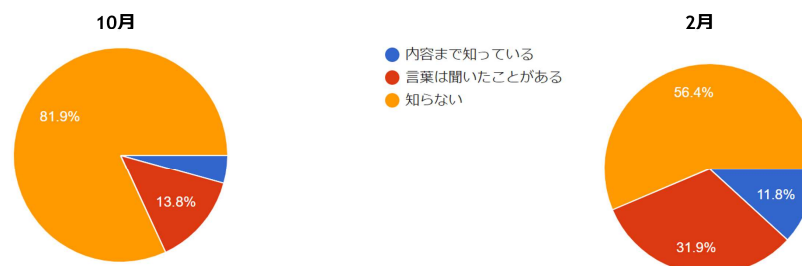 10月
81.9%
13.8%
内容まで知っている
言葉は聞いたことがある
知らない
2月
56.4%
11.8%
31.9%